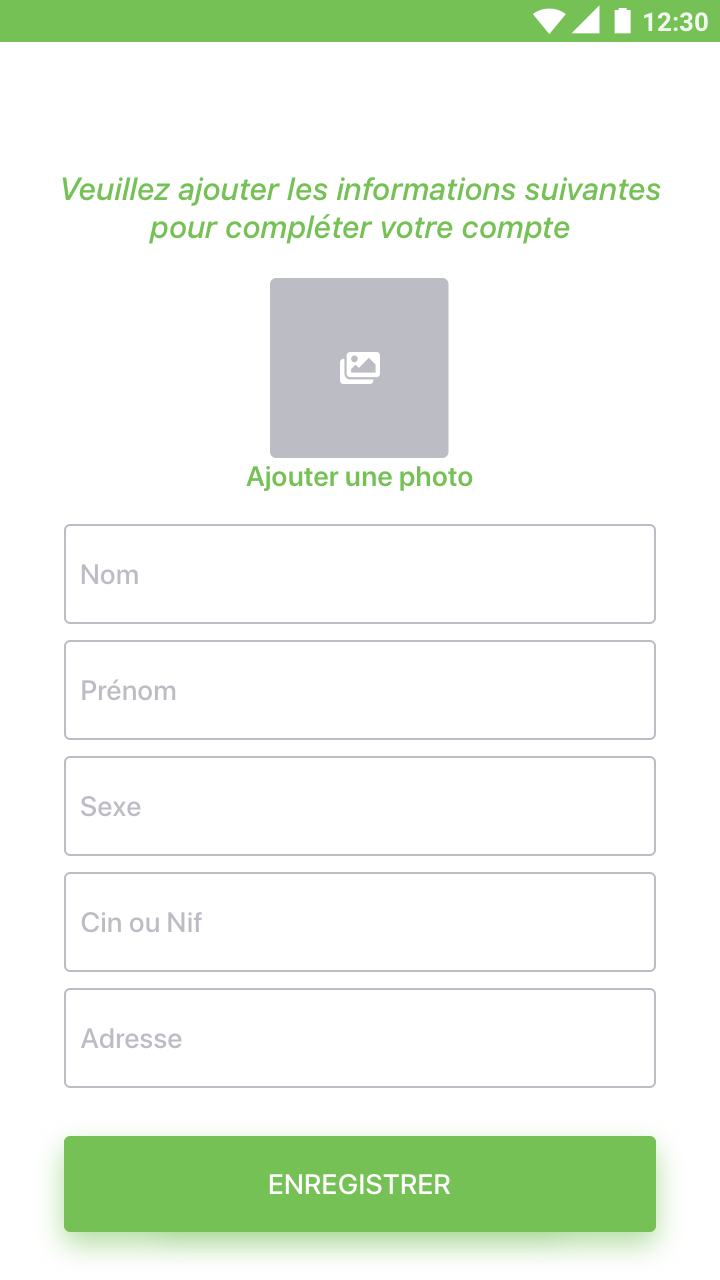 12:30
Veuillez ajouter les informations suivantes
pour compléter votre compte
Ajouter une photo
Nom
Prénom
Sexe
Cin ou Nif
Adresse
ENREGISTRER